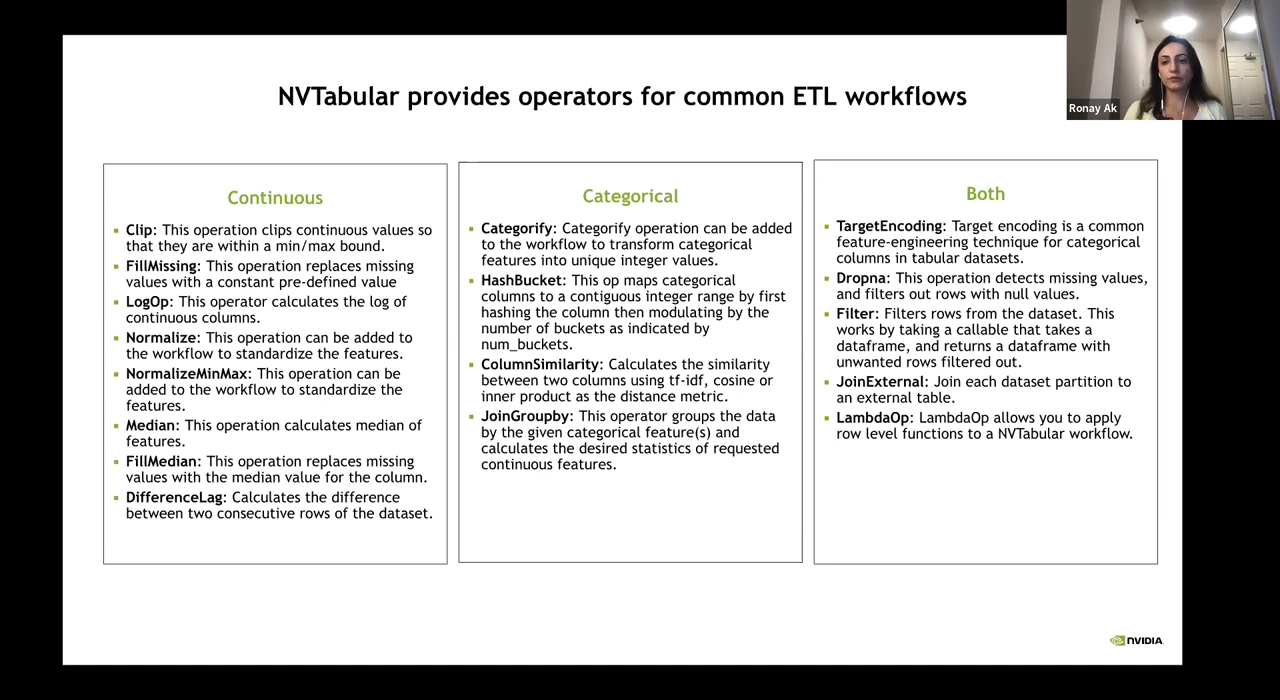 NVTabular provides operators for common ETL workflows
Ronay Ak
Continuous
Clip: This operation clips continuous values so
that they are within a min/max bound.
FillMissing: This operation replaces missing
values with a constant pre-defined value
LogOp: This operator calculates the log of
continuous columns.
Normalize: This operation can be added to
the workflow to standardize the features.
NormalizeMinMax: This operation can be
added to the workflow to standardize the
features.
Median: This operation calculates median of
features.
FillMedian: This operation replaces missing
values with the median value for the column.
DifferenceLag: Calculates the difference
between two consecutive rows of the dataset.
Categorical
Categorify: Categorify operation can be added
to the workflow to transform categorical
features into unique integer values.
HashBucket: This op maps categorical
columns to a contiguous integer range by first
hashing the column then modulating by the
number of buckets as indicated by
num_buckets.
ColumnSimilarity: Calculates the similarity
between two columns using tf-idf, cosine or
inner product as the distance metric.
JoinGroupby: This operator groups the data
by the given categorical feature(s) and
calculates the desired statistics of requested
continuous features.
Both
TargetEncoding: Target encoding is a common
feature-engineering technique for categorical
columns in tabular datasets.
Dropna: This operation detects missing values,
and filters out rows with null values.
Filter: Filters rows from the dataset. This
works by taking a callable that takes a
dataframe, and returns a dataframe with
unwanted rows filtered out.
JoinExternal: Join each dataset partition to
an external table.
LambdaOp: LambdaOp allows you to apply
row level functions to a NVTabular workflow.
NVIDIA